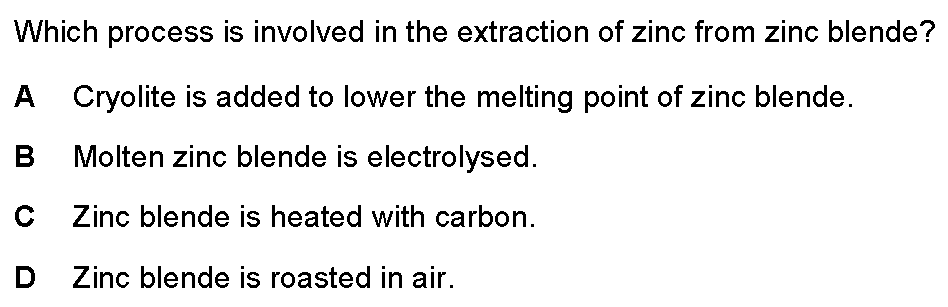 Which process is involved in the extraction of zinc from zinc blende?
A Cryolite is added to lower the melting point of zinc blende.
B Molten zinc blende is electrolysed.
C Zinc blende is heated with carbon.
D Zinc blende is roasted in air.